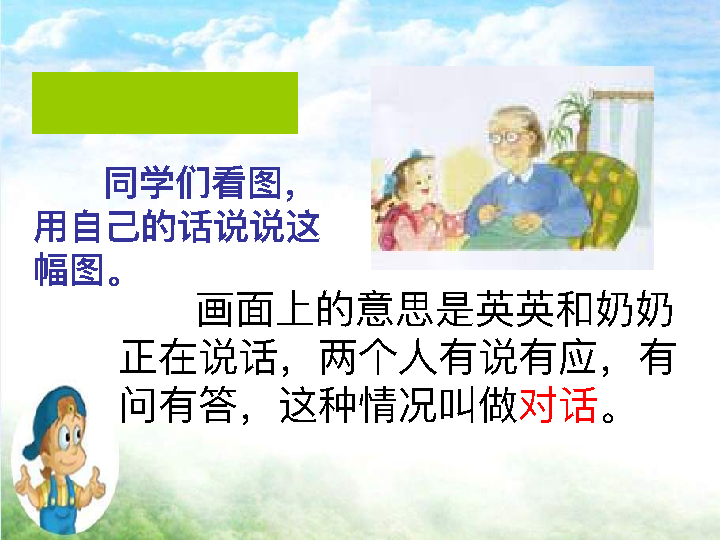 同学们看图，
用自己的话说说这
幅图。
画面上的意思是英英和奶奶
正在说话，两个人有说有应，有
问有答，这种情况叫做对话。